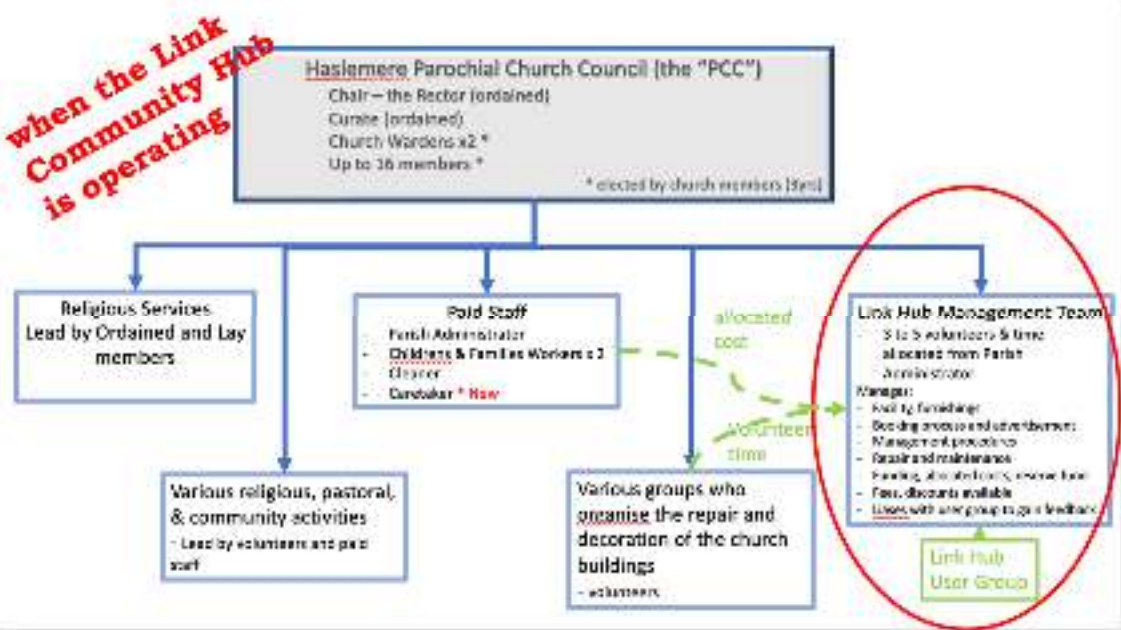 when the Link
Community Hub
is operating
Haslemere Parochial Church Council (the "PCC")
Chair – the Rector (ordained)
Curate (ordained)
Church Wardens x2 *
Up to 16 members *
* elected by church members (3yrs)
Religious Services
Lead by Ordained and Lay
members
Paid Staff
- Parish Administrator
- Childrens & Families Workers x 2
- Cleaner
- Caretaker * New
allocated
cost
Volunteer
time
Link Hub Management Team
- 3 to 5 volunteers & time
allocated from Parish
Administrator
Manages:
- Facility, furnishings
- Booking process and advertisement
- Management procedures
- Repair and maintenance
- Funding, allocated costs, reserve fund
- Fees, discounts available
- Liases with user group to gain feedback
Various religious, pastoral,
& community activities
- Lead by volunteers and paid
staff
Various groups who
organise the repair and
decoration of the church
buildings
- volunteers
Link Hub
User Group